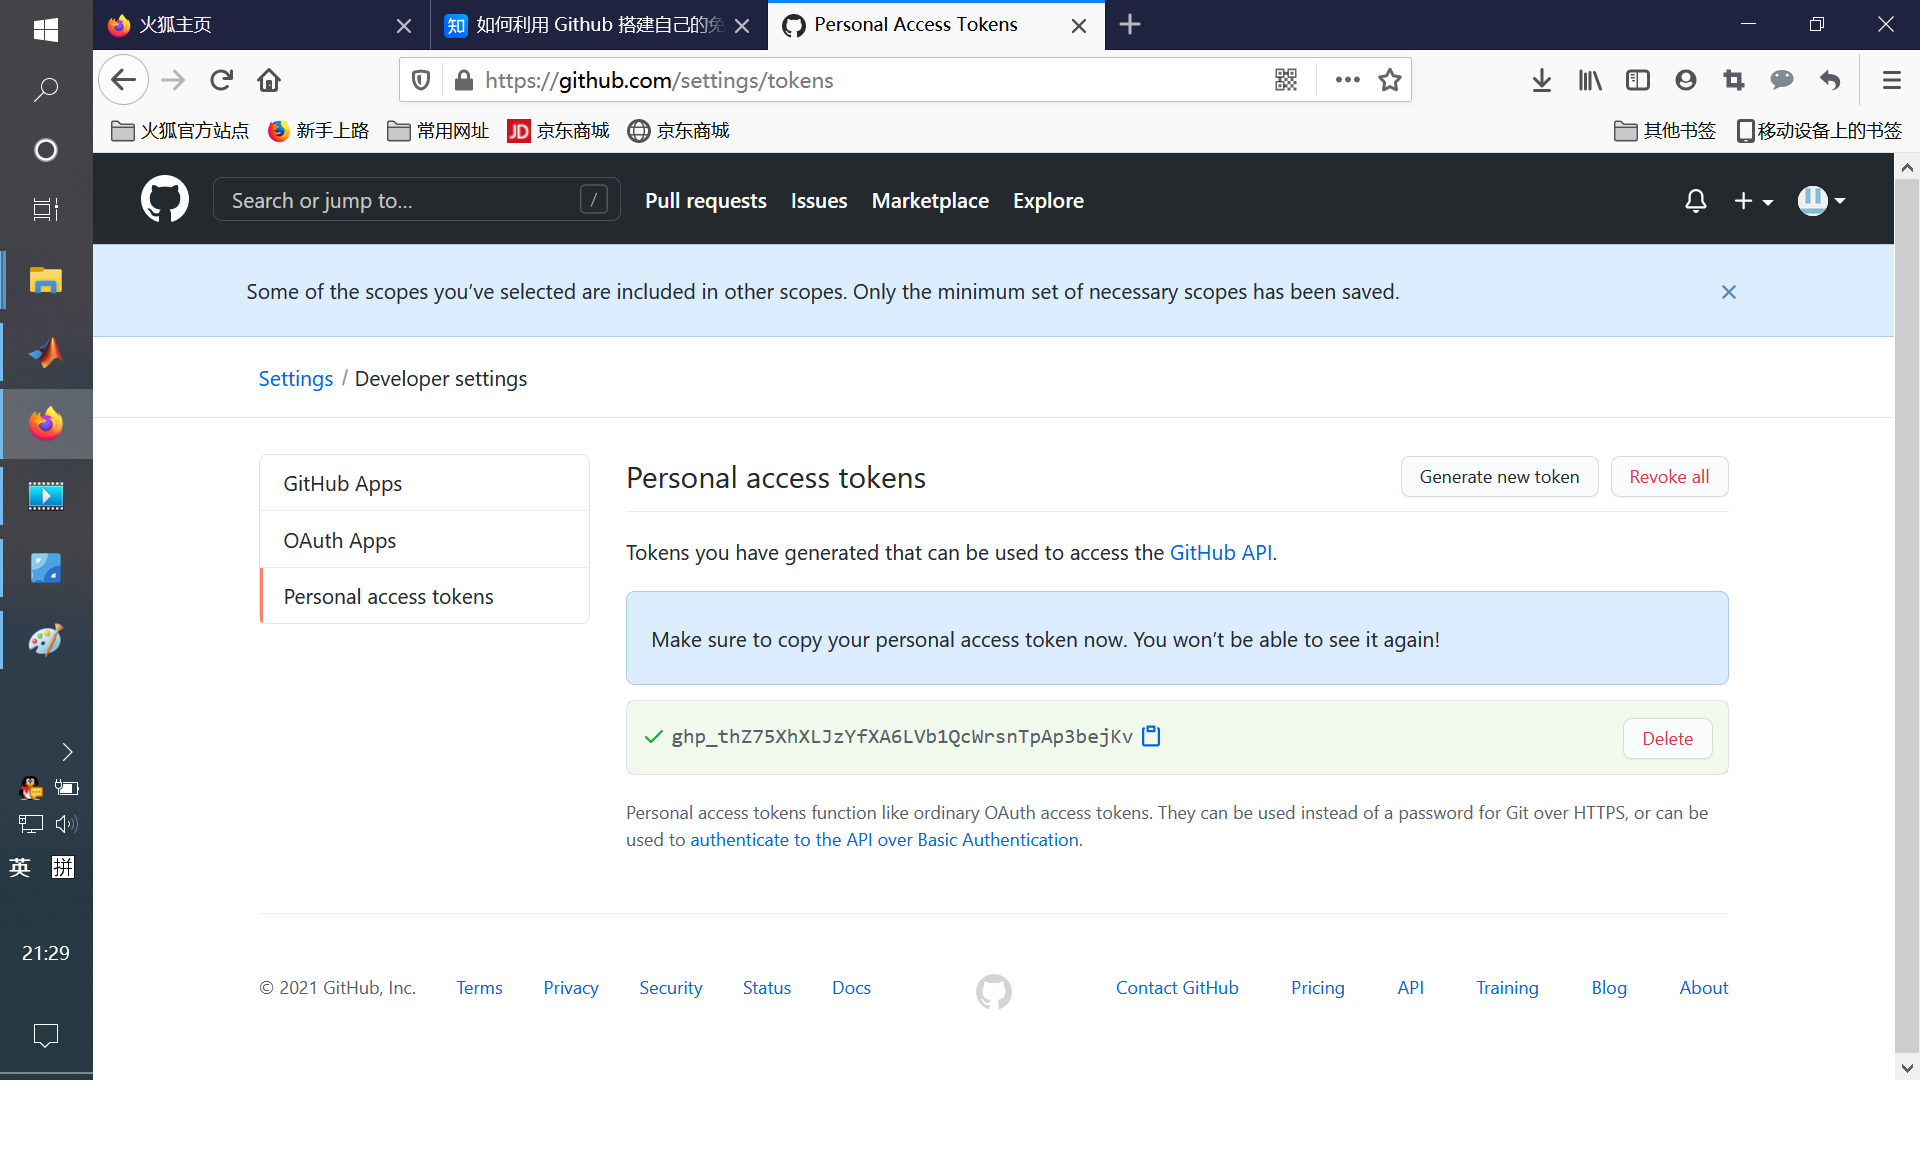 火狐主页
如何利用 Github 搭建自己的免
Personal Access Tokens
https://github.com/settings/tokens
火狐官方站点
新手上路
常用网址
JD 京东商城
京东商城
其他书签
移动设备上的书签
Search or jump to...
/
Pull requests
Issues
Marketplace
Explore
Some of the scopes you’ve selected are included in other scopes. Only the minimum set of necessary scopes has been saved.
Settings / Developer settings
GitHub Apps
OAuth Apps
Personal access tokens
Personal access tokens
Generate new token
Revoke all
Tokens you have generated that can be used to access the GitHub API.
Make sure to copy your personal access token now. You won’t be able to see it again!
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
Delete
Personal access tokens function like ordinary OAuth access tokens. They can be used instead of a password for Git over HTTPS, or can be
used to authenticate to the API over Basic Authentication.
© 2021 GitHub, Inc.
Terms
Privacy
Security
Status
Docs
Contact GitHub
Pricing
API
Training
Blog
About
知
英
拼
21:29